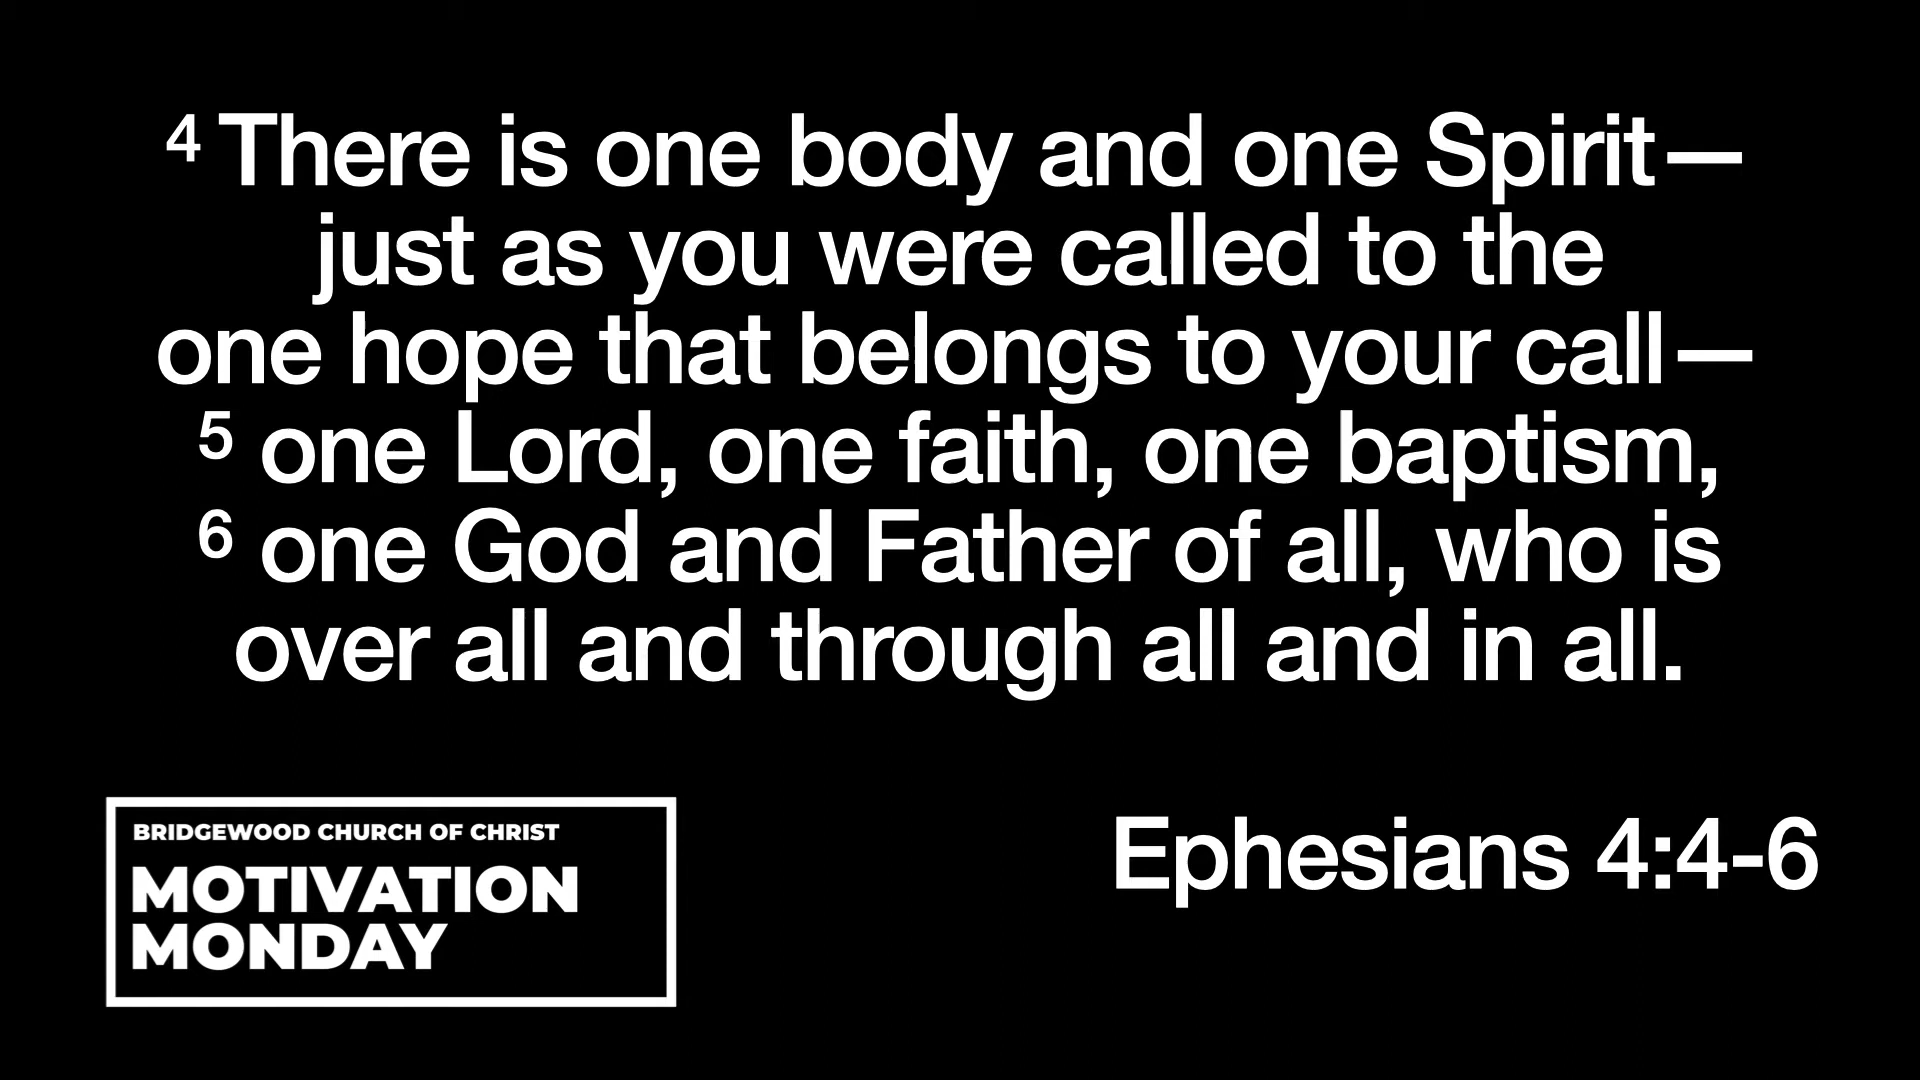 4 There is one body and one Spirit—
just as you were called to the
one hope that belongs to your call—
5 one Lord, one faith, one baptism,
6 one God and Father of all, who is
over all and through all and in all.
Ephesians 4:4-6
BRIDGEWOOD CHURCH OF CHRIST
MOTIVATION
MONDAY